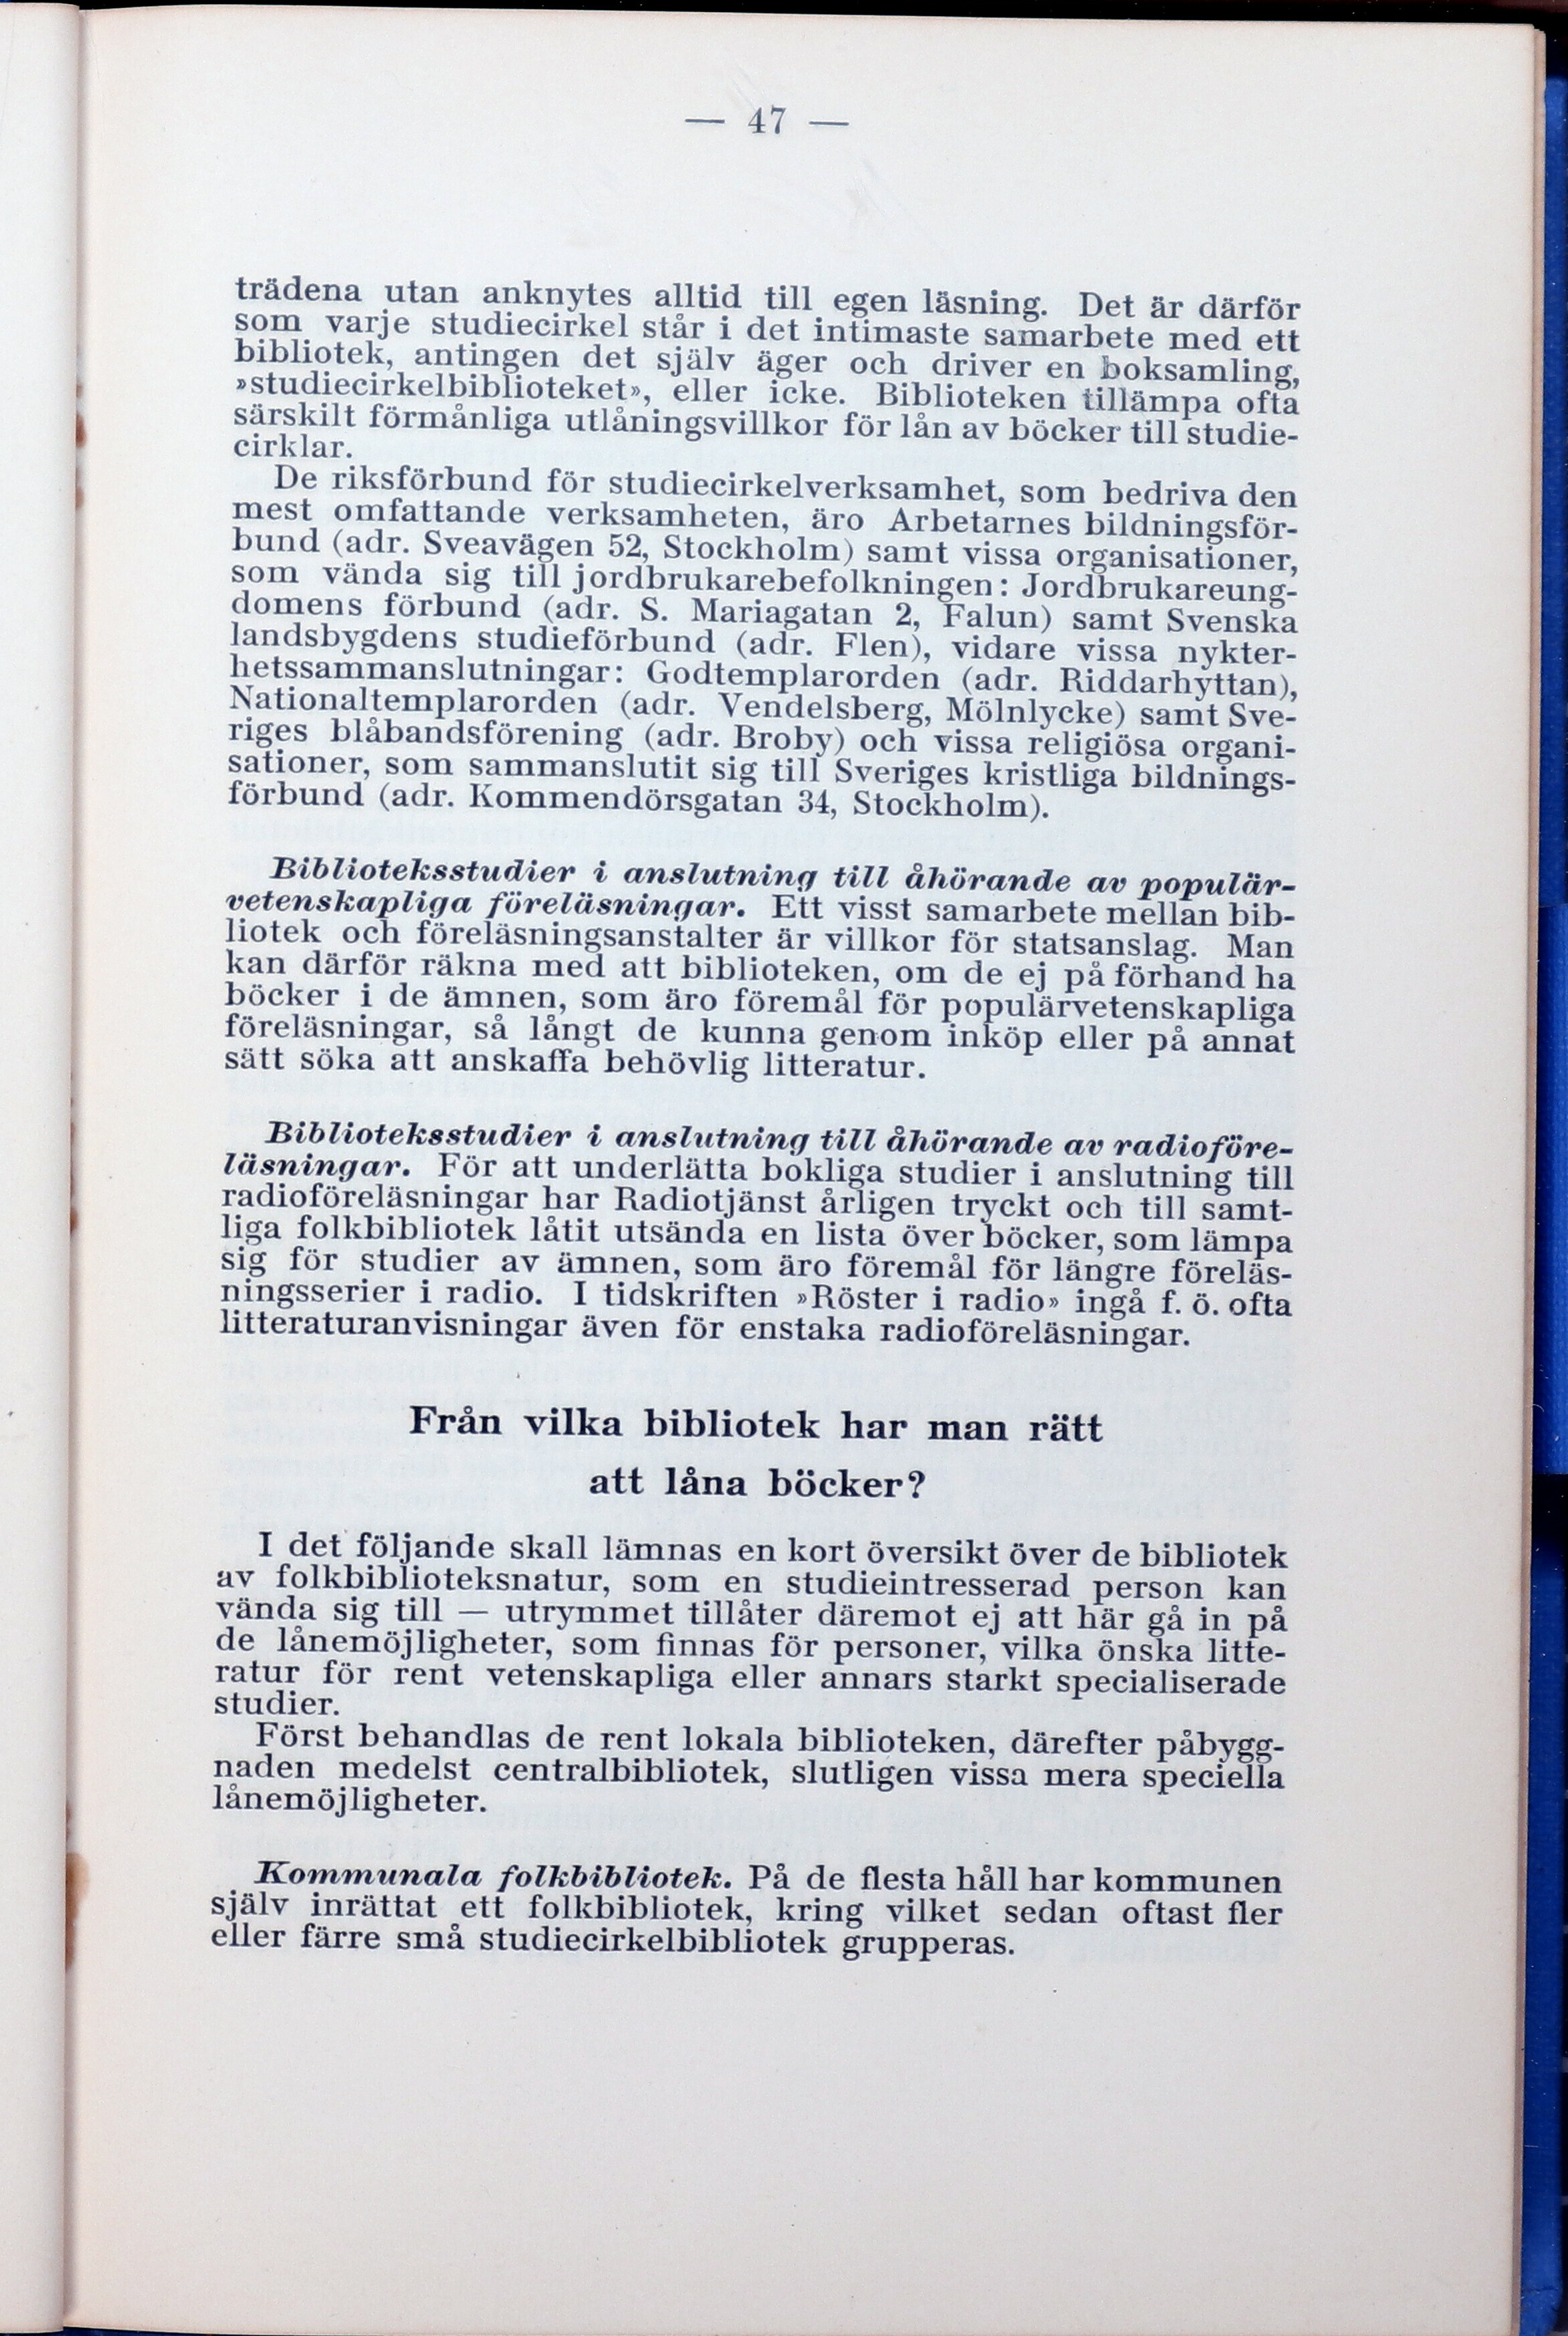 — 47 —
trädena utan anknytes alltid till egen läsning. Det är därför
som varje studiecirkel står i det intimaste samarbete med ett
bibliotek, antingen det själv äger och driver en boksamling,
»studiecirkelbiblioteket», eller icke. Biblioteken tillämpa ofta
särskilt förmånliga utlåningsvillkor för lån av böcker till studie-
cirklar.
De riksförbund för studiecirkelverksamhet, som bedriva den
mest omfattande verksamheten, äro Arbetarnes bildningsför-
bund (adr. Sveavägen 52, Stockholm) samt vissa organisationer,
som vända sig till jordbrukarebefolkningen: Jordbrukareung-
domens förbund (adr. S. Mariagatan 2, Falun) samt Svenska
landsbygdens studieförbund (adr. Flen), vidare vissa nykter-
hetssammanslutningar: Godtemplarorden (adr. Riddarhyttan),
Nationaltemplarorden (adr. Vendelsberg, Mölnlycke) samt Sve-
riges blåbandsförening (adr. Broby) och vissa religiösa organi-
sationer, som sammanslutit sig till Sveriges kristliga bildnings-
förbund (adr. Kommendörsgatan 34, Stockholm).
Biblioteksstudier i anslutning till åhörande av populär-
vetenskapliga föreläsningar. Ett visst samarbete mellan bib-
liotek och föreläsningsanstalter är villkor för statsanslag. Man
kan därför räkna med att biblioteken, om de ej på förhand ha
böcker i de ämnen, som äro föremål för populärvetenskapliga
föreläsningar, så långt de kunna genom inköp eller på annat
sätt söka att anskaffa behövlig litteratur.
Biblioteksstudier i anslutning till åhörande av radioföre-
läsningar. För att underlätta bokliga studier i anslutning till
radioföreläsningar har Radiotjänst årligen tryckt och till samt-
liga folkbibliotek låtit utsända en lista över böcker, som lämpa
sig för studier av ämnen, som äro föremål för längre föreläs-
ningsserier i radio. I tidskriften »Röster i radio» ingå f. ö. ofta
litteraturanvisningar även för enstaka radioföreläsningar.
Från vilka bibliotek har man rätt
att låna böcker?
I det följande skall lämnas en kort översikt över de bibliotek
av folkbiblioteksnatur, som en studieintresserad person kan
vända sig till — utrymmet tillåter däremot ej att här gå in på
de lånemöjligheter, som finnas för personer, vilka önska litte-
ratur för rent vetenskapliga eller annars starkt specialiserade
studier.
Först behandlas de rent lokala biblioteken, därefter påbygg-
naden medelst centralbibliotek, slutligen vissa mera speciella
lånemöjligheter.
Kommunala folkbibliotek. På de flesta håll har kommunen
själv inrättat ett folkbibliotek, kring vilket sedan oftast fler
eller färre små studiecirkelbibliotek grupperas.